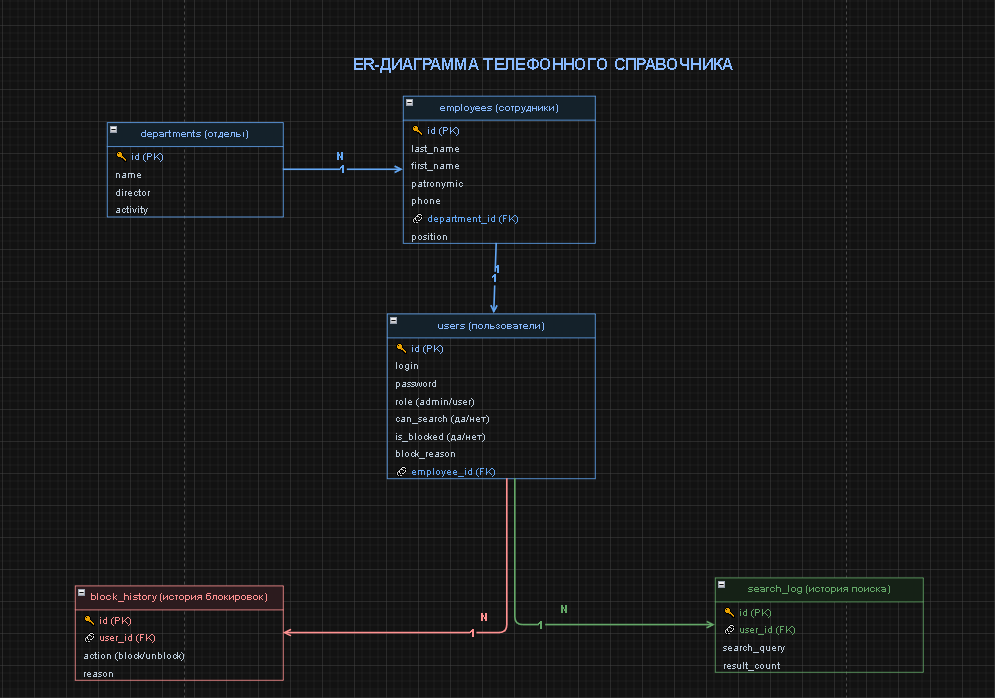 ER-ДИАГРАММА ТЕЛЕФОННОГО СПРАВОЧНИКА
departments (отделы)
id (PK)
name
director
activity
N
1
employees (сотрудники)
id (PK)
last_name
first_name
patronymic
phone
department_id (FK)
position
1
1
users (пользователи)
id (PK)
login
password
role (admin/user)
can_search (да/нет)
is_blocked (да/нет)
block_reason
employee_id (FK)
block_history (история блокировок)
id (PK)
user_id (FK)
action (block/unblock)
reason
N
1
N
1
search_log (история поиска)
id (PK)
user_id (FK)
search_query
result_count